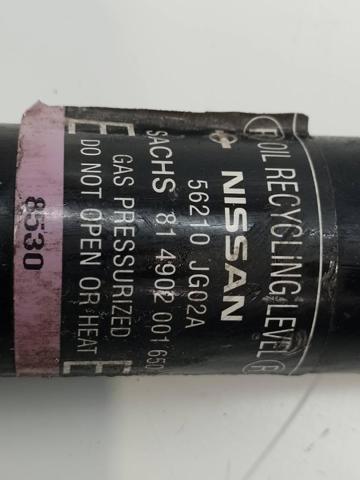 F OIL RECYCLING LEVEL G
NISSAN
56210 JG02A
SACHS 81 4902 001 650
GAS PRESSURIZED
DO NOT OPEN OR HEAT
8530